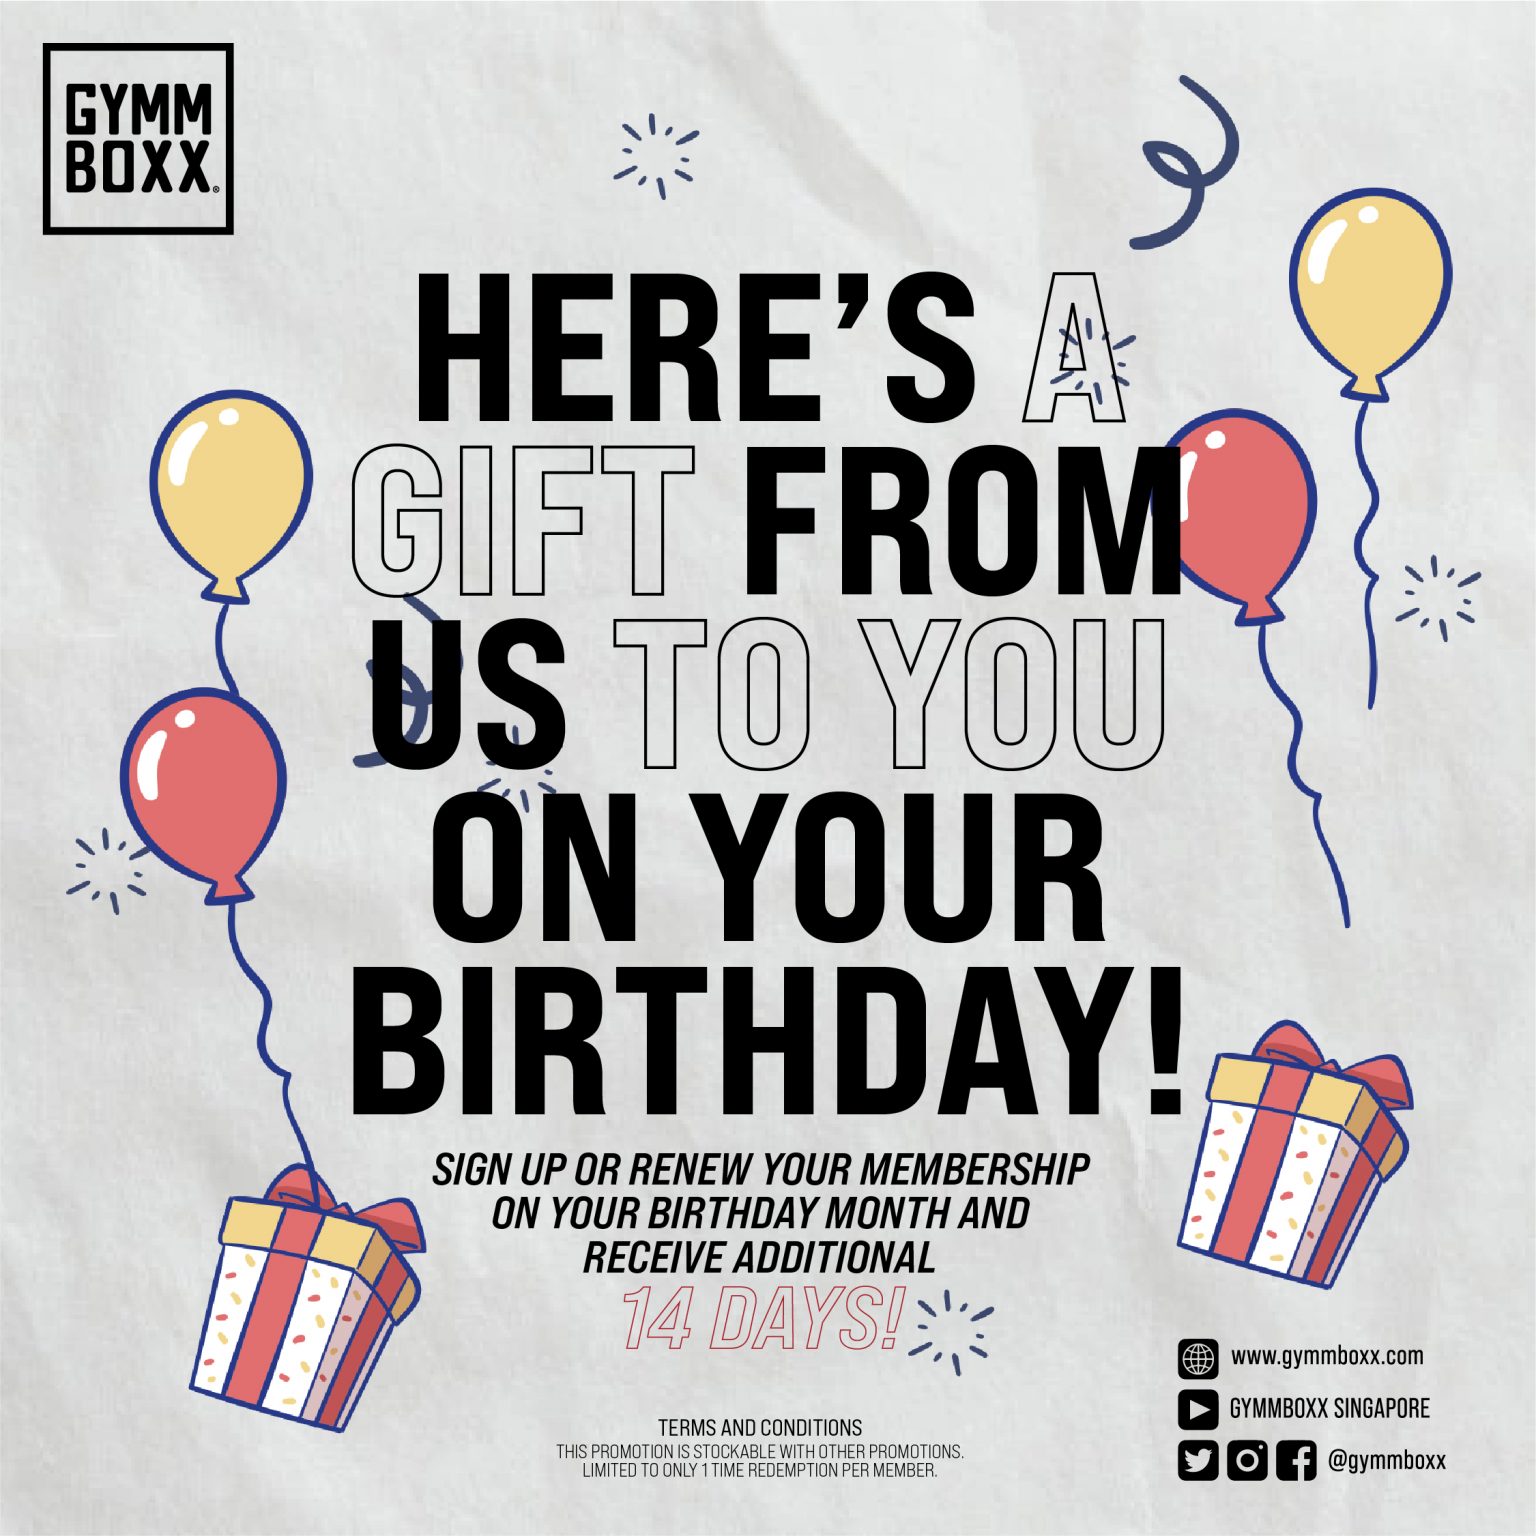 GYMM
BOXX®
HERE'S A
GIFT FROM
US TO YOU
ON YOUR
BIRTHDAY!
SIGN UP OR RENEW YOUR MEMBERSHIP
ON YOUR BIRTHDAY MONTH AND
RECEIVE ADDITIONAL
14 DAYS!
TERMS AND CONDITIONS
THIS PROMOTION IS STOCKABLE WITH OTHER PROMOTIONS.
LIMITED TO ONLY 1 TIME REDEMPTION PER MEMBER.
www.gymmboxx.com
GYMMBOXX SINGAPORE
@gymmboxx